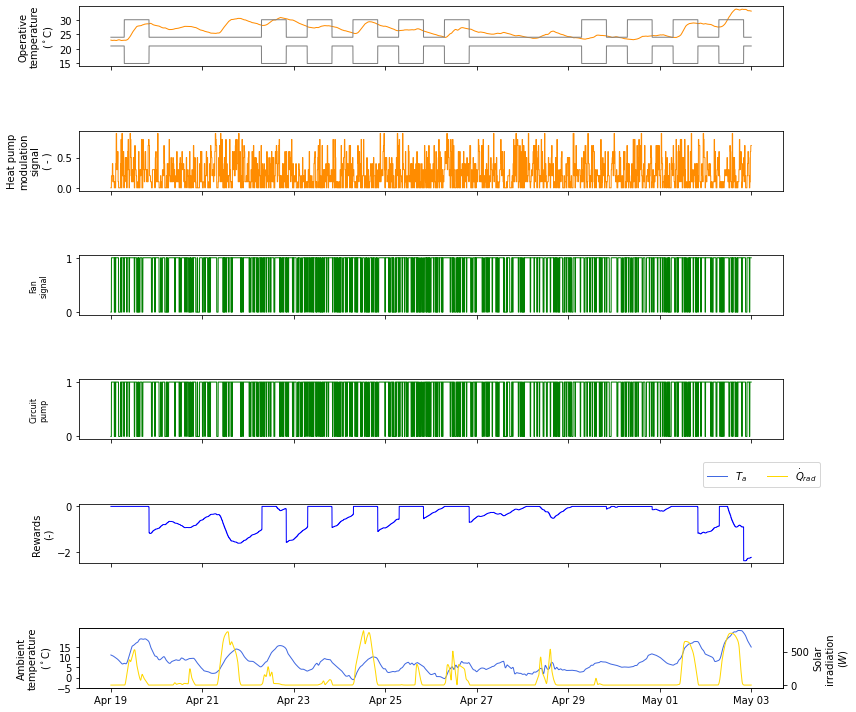 Operative
temperature
(°C)
30
25
20
15
Heat pump
modulation
signal
( - )
0.5
0.0
Fan
signal
1
0
Circuit
pump
1
0
T_a
Q̇_rad
Rewards
(-)
0
−2
Ambient
temperature
(°C)
15
10
5
0
−5
500
0
Solar
irradiation
(W)
Apr 19 Apr 21 Apr 23 Apr 25 Apr 27 Apr 29 May 01 May 03